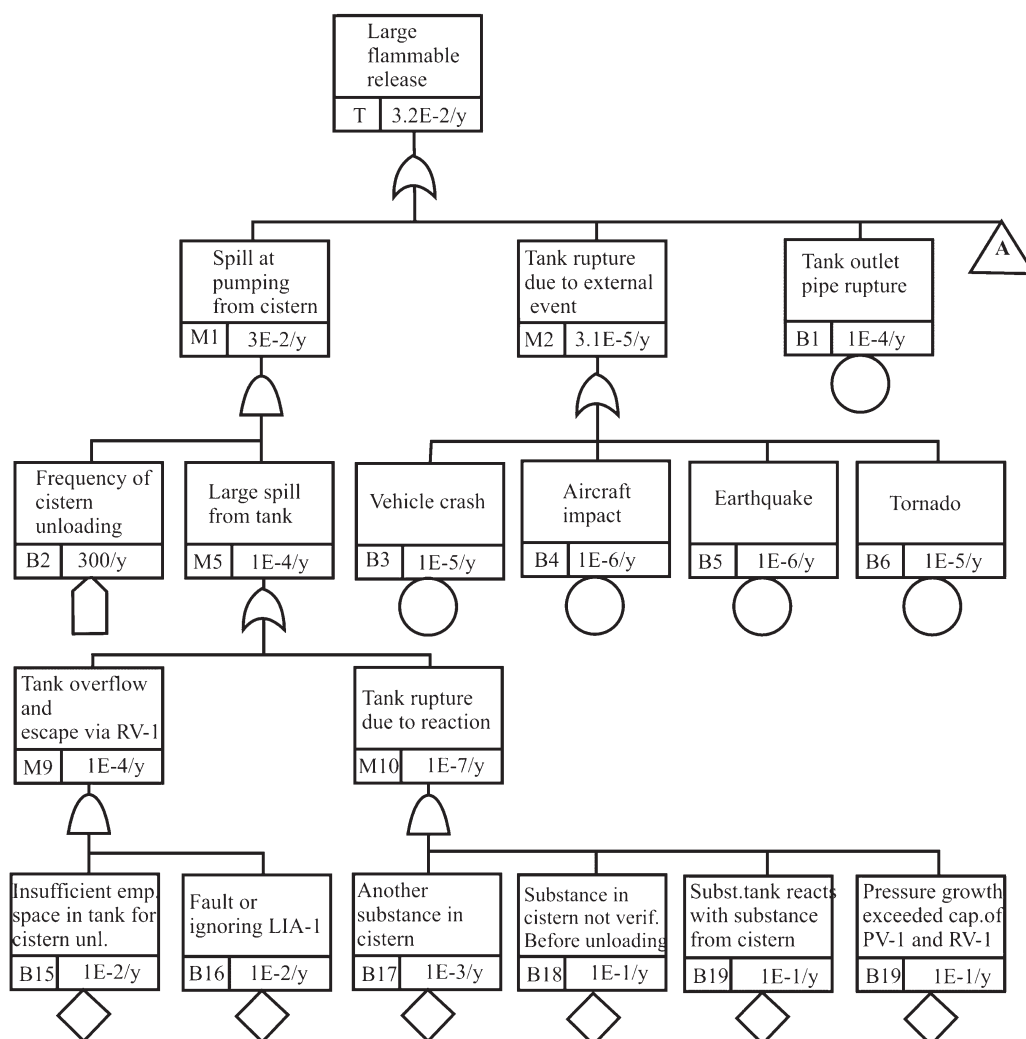 Large
flammable
release
T 3.2E-2/y
A
Spill at
pumping
from cistern
M1 3E-2/y
Tank rupture
due to external
event
M2 3.1E-5/y
Tank outlet
pipe rupture
B1 1E-4/y
Frequency of
cistern
unloading
B2 300/y
Large spill
from tank
M5 1E-4/y
Vehicle crash
B3 1E-5/y
Aircraft
impact
B4 1E-6/y
Earthquake
B5 1E-6/y
Tornado
B6 1E-5/y
Tank overflow
and
escape via RV-1
M9 1E-4/y
Tank rupture
due to reaction
M10 1E-7/y
Insufficient emp.
space in tank for
cistern unl.
B15 1E-2/y
Fault or
ignoring LIA-1
B16 1E-2/y
Another
substance in
cistern
B17 1E-3/y
Substance in
cistern not verif.
Before unloading
B18 1E-1/y
Subst.tank reacts
with substance
from cistern
B19 1E-1/y
Pressure growth
exceeded cap.of
PV-1 and RV-1
B19 1E-1/y